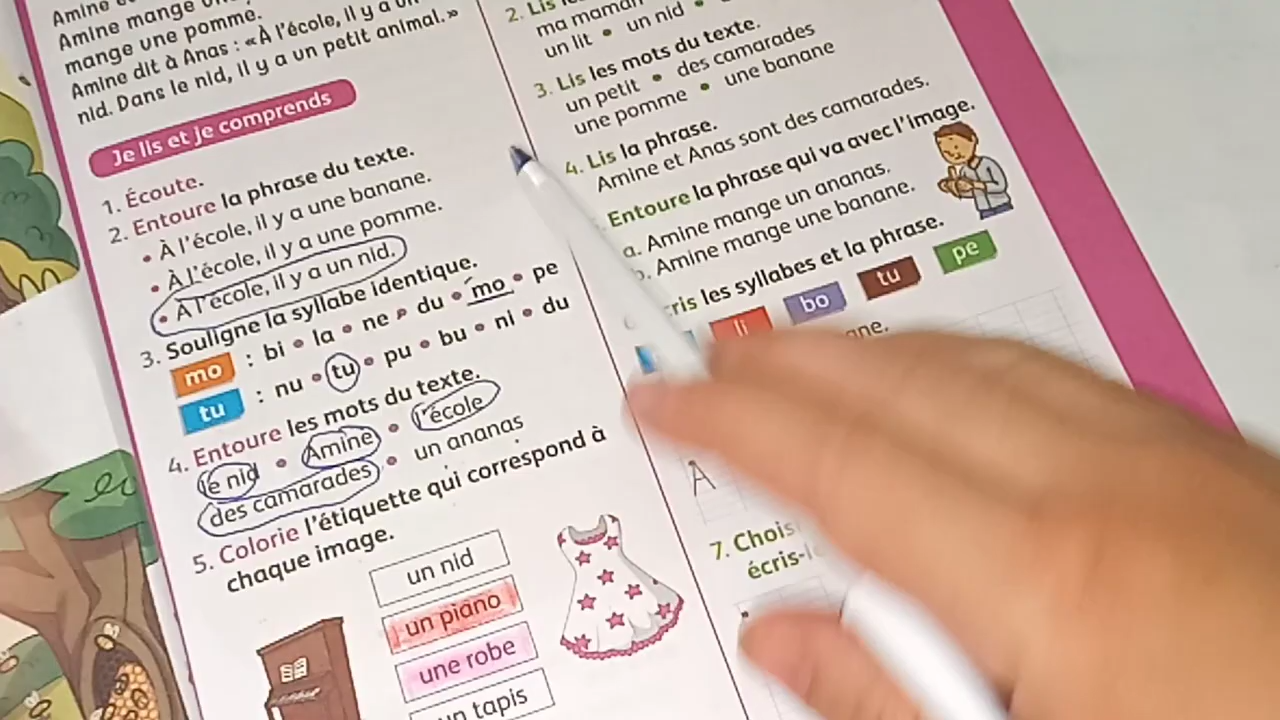 Amine
Amine mange
mange une pomme.
Amine dit à Anas : «À l'école, il y a un
nid. Dans le nid, il y a un petit animal.»
Je lis et je comprends
1. Écoute.
2. Entoure la phrase du texte.
• À l'école, il y a une banane.
• À l'école, il y a une pomme.
• À l'école, il y a un nid.
3. Souligne la syllabe identique.
mo : bi • la • ne • du • mo • pe
tu : nu • tu • pu • bu • ni • du
4. Entoure les mots du texte.
le nid • Amine • l'école
des camarades • un ananas
5. Colorie l'étiquette qui correspond à
chaque image.
un nid
un piano
une robe
un tapis
2. Lis
ma maman
un lit • un nid •
3. Lis les mots du texte.
un petit • des camarades
une pomme • une banane
4. Lis la phrase.
Amine et Anas sont des camarades.
Entoure la phrase qui va avec l'image.
a. Amine mange un ananas.
b. Amine mange une banane.
cris les syllabes et la phrase.
li bo tu pe
ane.
A
7. Chois
écris-l